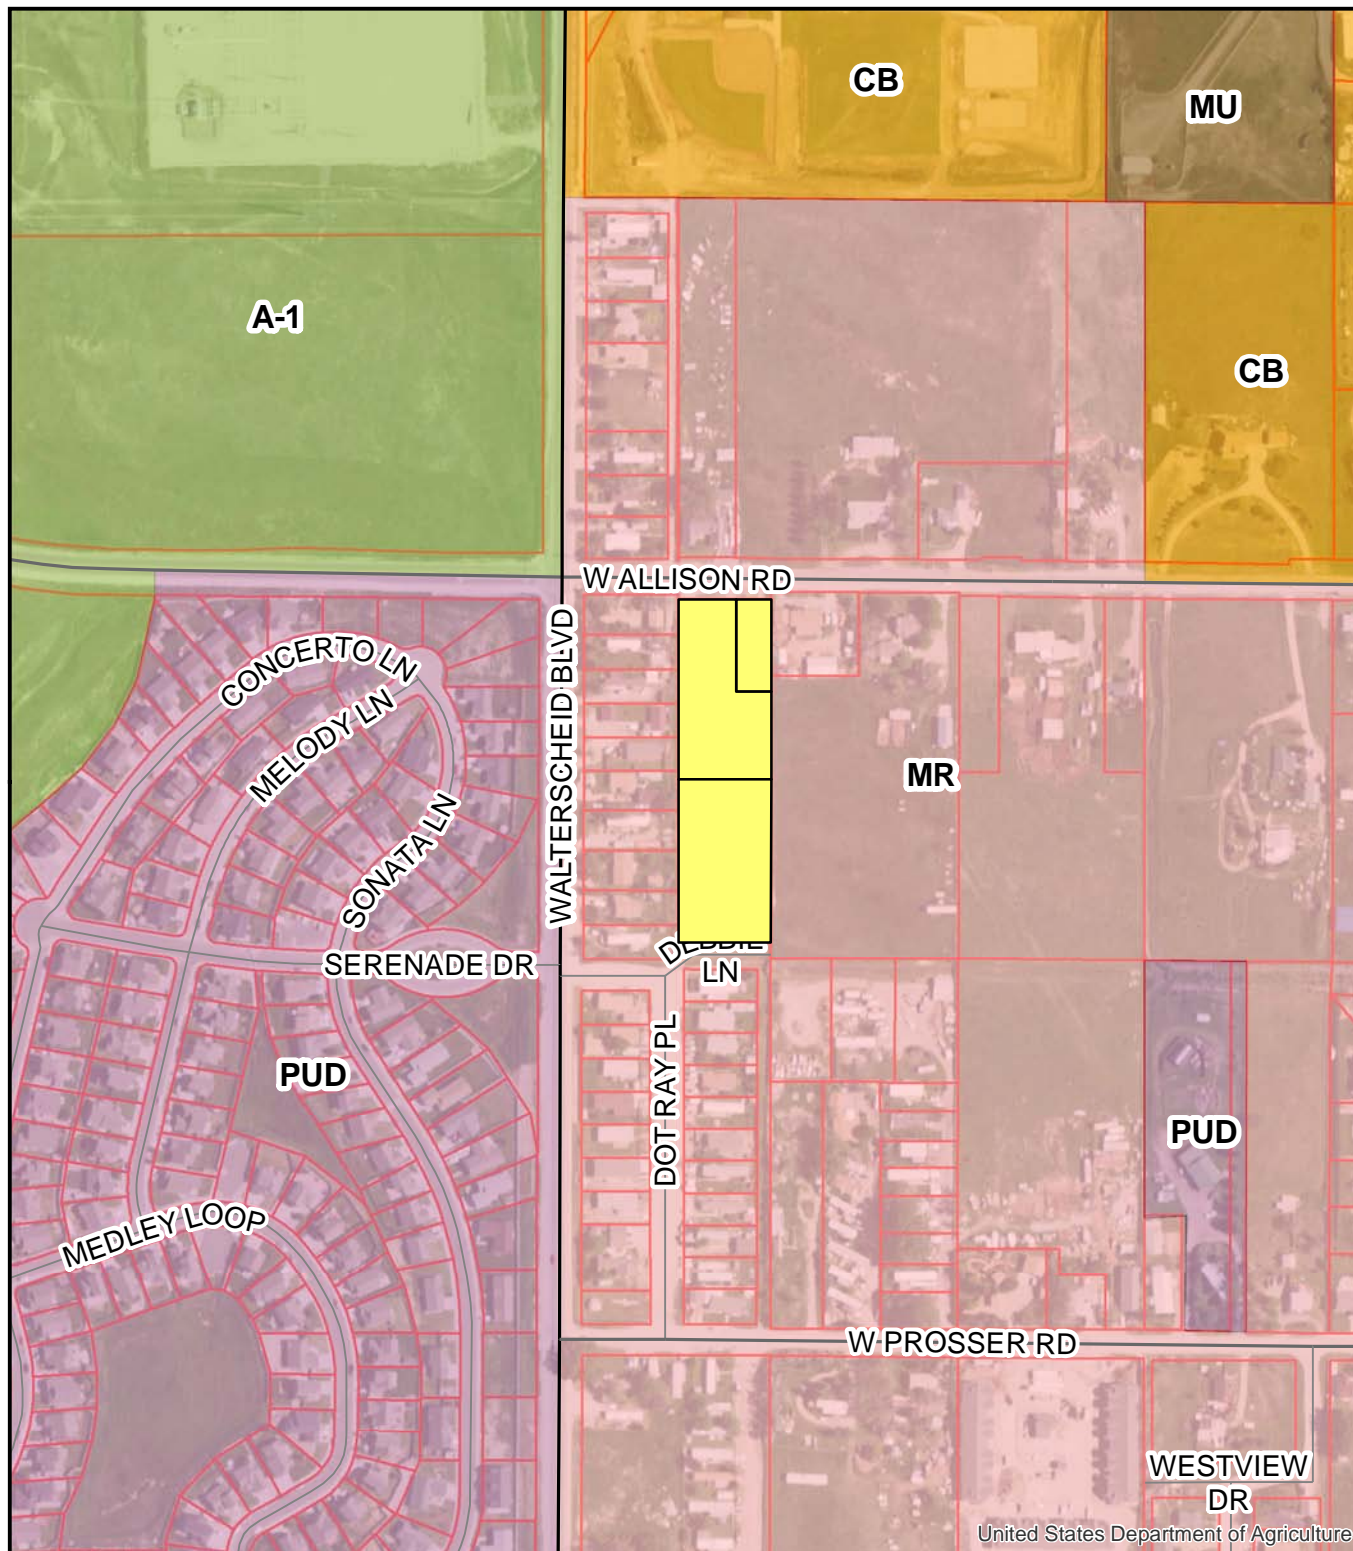 CB
MU
A-1
CB
W ALLISON RD
CONCERTO LN
MELODY LN
SONATA LN
WALTERSCHEID BLVD
MR
DEBBIE
LN
SERENADE DR
PUD
DOT RAY PL
PUD
MEDLEY LOOP
W PROSSER RD
WESTVIEW
DR
United States Department of Agriculture